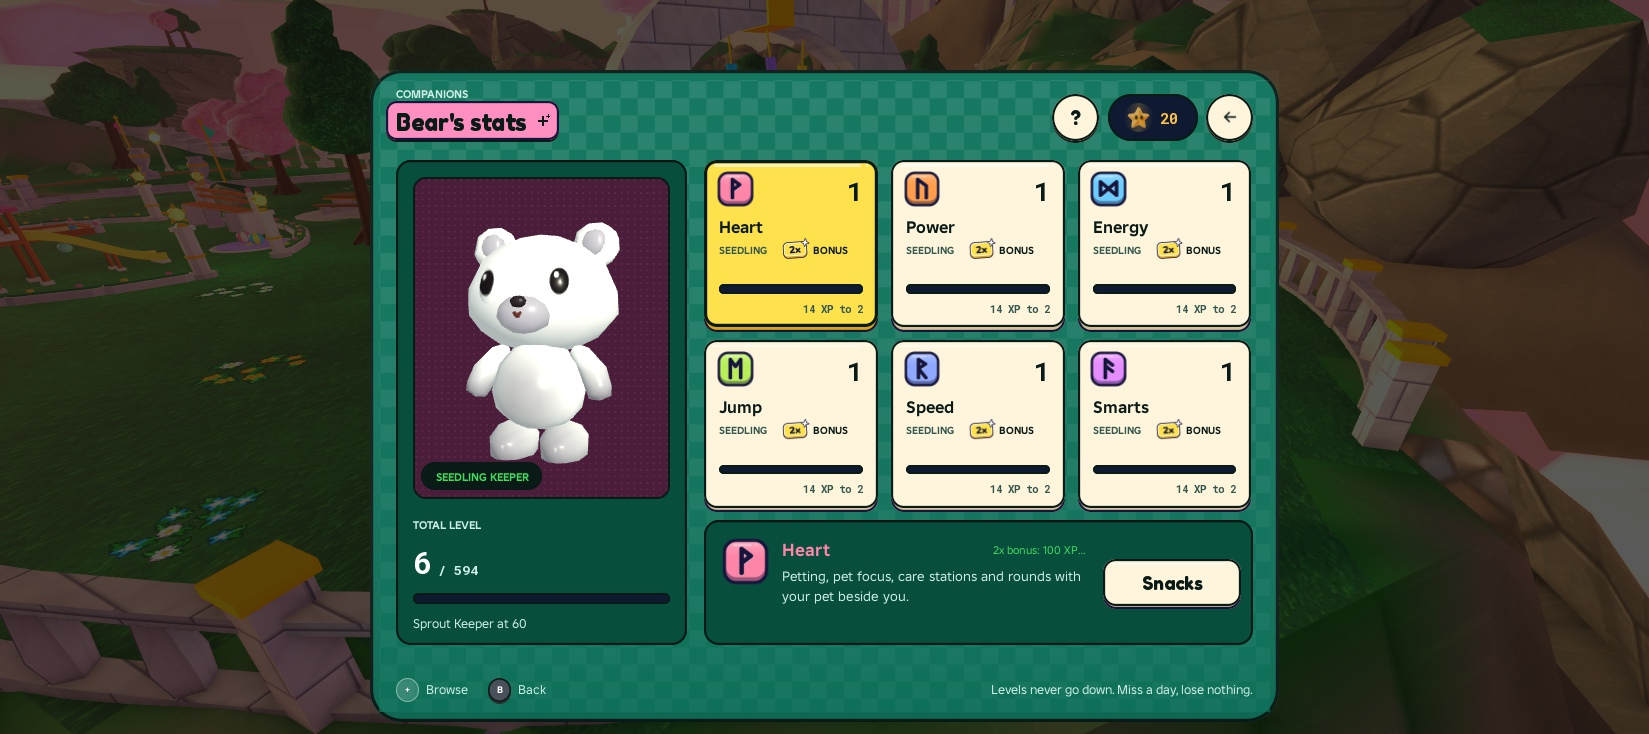 COMPANIONS
Bear's stats
?
20
SEEDLING KEEPER
TOTAL LEVEL
6 / 594
Sprout Keeper at 60
1
Heart
SEEDLING 2x BONUS
14 XP to 2
1
Power
SEEDLING 2x BONUS
14 XP to 2
1
Energy
SEEDLING 2x BONUS
14 XP to 2
1
Jump
SEEDLING 2x BONUS
14 XP to 2
1
Speed
SEEDLING 2x BONUS
14 XP to 2
1
Smarts
SEEDLING 2x BONUS
14 XP to 2
Heart
2x bonus: 100 XP...
Petting, pet focus, care stations and rounds with
your pet beside you.
Snacks
+ Browse
B Back
Levels never go down. Miss a day, lose nothing.